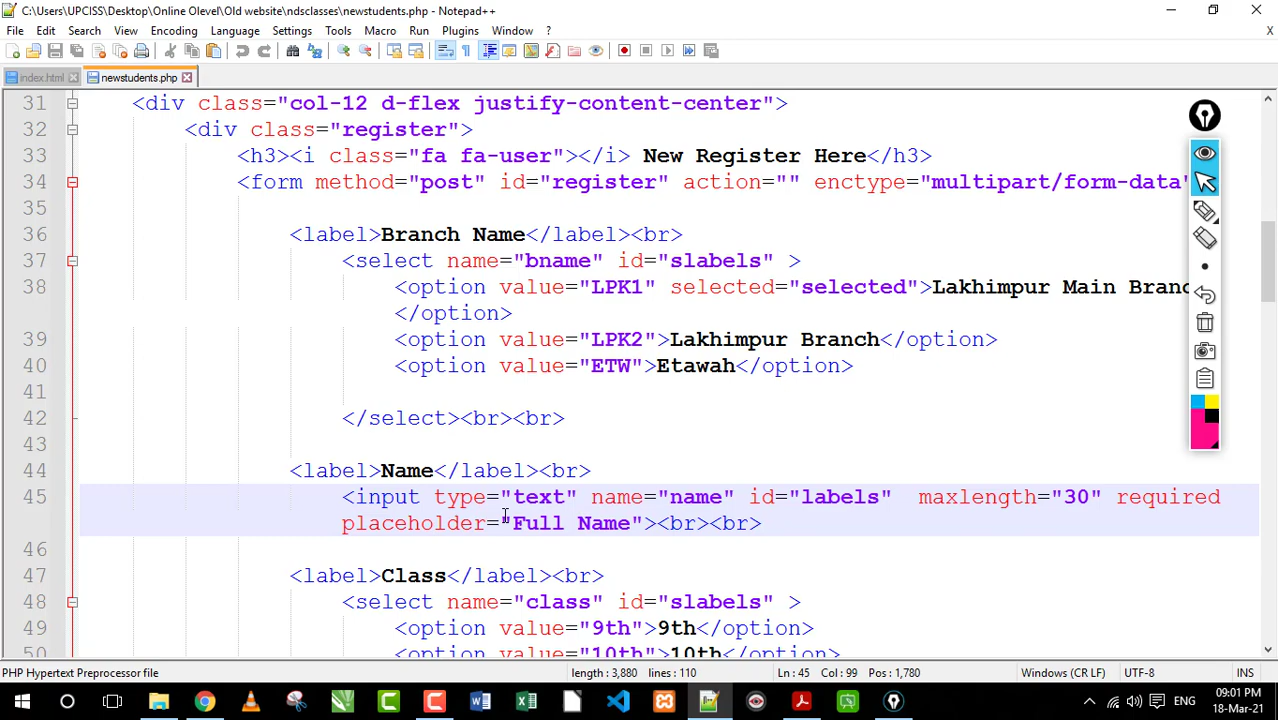 C:\Users\UPCISS\Desktop\Online Olevel\Old website\ndsclasses\newstudents.php - Notepad++
File Edit Search View Encoding Language Settings Tools Macro Run Plugins Window ? X
index.html newstudents.php
31 <div class="col-12 d-flex justify-content-center">
32 <div class="register">
33 <h3><i class="fa fa-user"></i> New Register Here</h3>
34 <form method="post" id="register" action="" enctype="multipart/form-data"
35
36 <label>Branch Name</label><br>
37 <select name="bname" id="slabels" >
38 <option value="LPK1" selected="selected">Lakhimpur Main Branc
</option>
39 <option value="LPK2">Lakhimpur Branch</option>
40 <option value="ETW">Etawah</option>
41
42 </select><br><br>
43
44 <label>Name</label><br>
45 <input type="text" name="name" id="labels"  maxlength="30" required
placeholder="Full Name"><br><br>
46
47 <label>Class</label><br>
48 <select name="class" id="slabels" >
49 <option value="9th">9th</option>
50 <option value="10th">10th</option>
PHP Hypertext Preprocessor file length : 3,880 lines : 110 Ln : 45 Col : 99 Pos : 1,780 Windows (CR LF) UTF-8 INS
ENG 09:01 PM
18-Mar-21